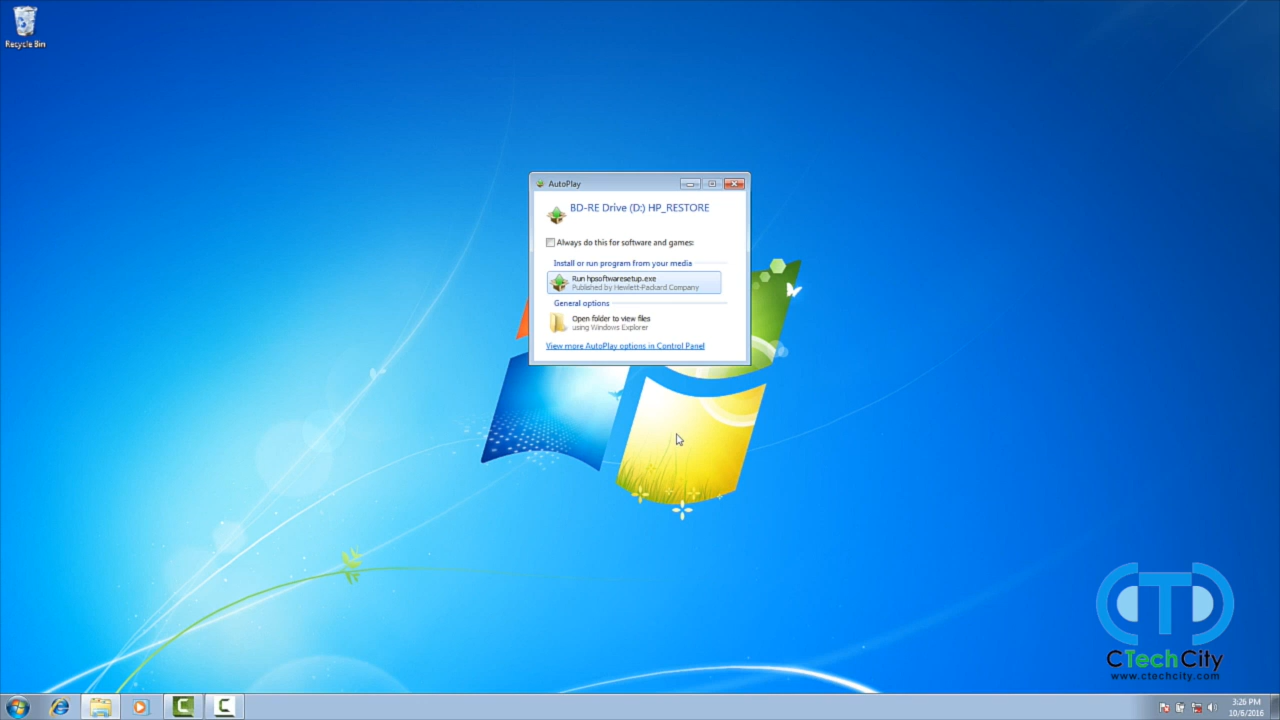 Recycle Bin
AutoPlay
BD-RE Drive (D:) HP_RESTORE
Always do this for software and games:
Install or run program from your media
Run hpsoftwaresetup.exe
Published by Hewlett-Packard Company
General options
Open folder to view files
using Windows Explorer
View more AutoPlay options in Control Panel
CTechCity
www.ctechcity.com
3:26 PM
10/6/2016